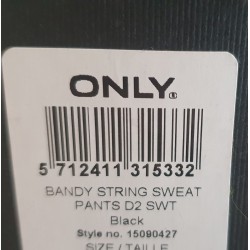 ONLY®
5 712411 315332
BANDY STRING SWEAT
PANTS D2 SWT
Black
Style no. 15090427
SIZE / TAILLE